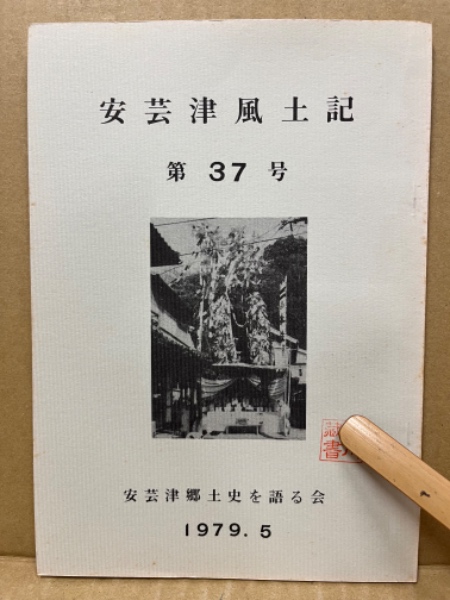 安芸津風土記
第 37 号
書
安芸津郷土史を語る会
1979. 5